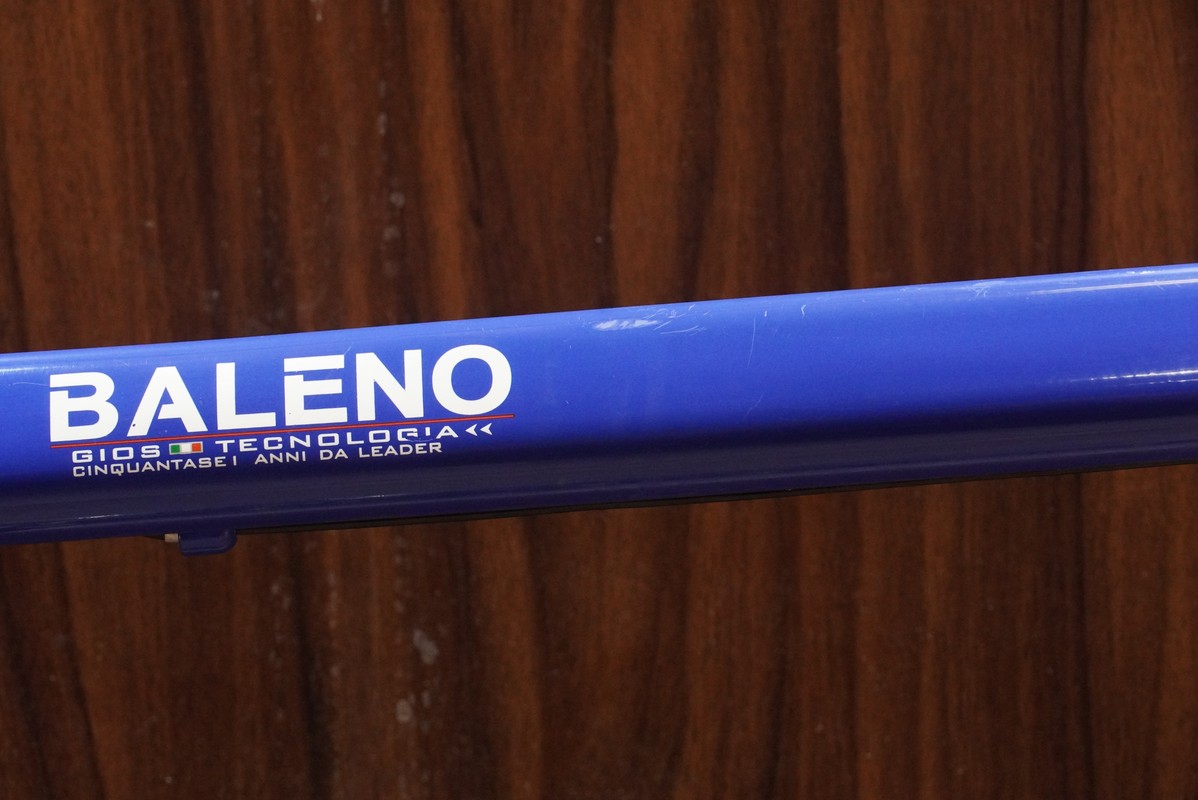 BALENO
GIOS TECNOLOGIA
CINQUANTASEI ANNI DA LEADER